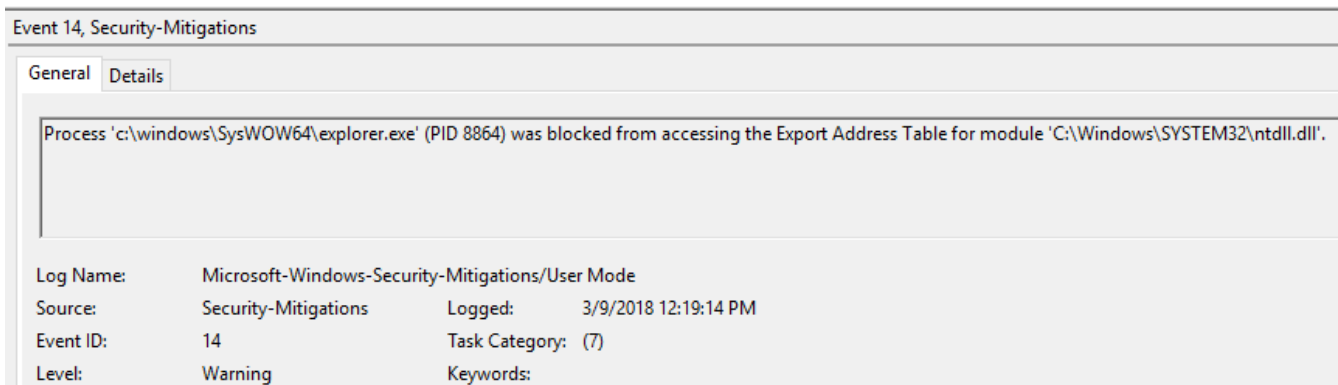 Event 14, Security-Mitigations
General Details
Process 'c:\windows\SysWOW64\explorer.exe' (PID 8864) was blocked from accessing the Export Address Table for module 'C:\Windows\SYSTEM32\ntdll.dll'.
Log Name: Microsoft-Windows-Security-Mitigations/User Mode
Source: Security-Mitigations Logged: 3/9/2018 12:19:14 PM
Event ID: 14 Task Category: (7)
Level: Warning Keywords: